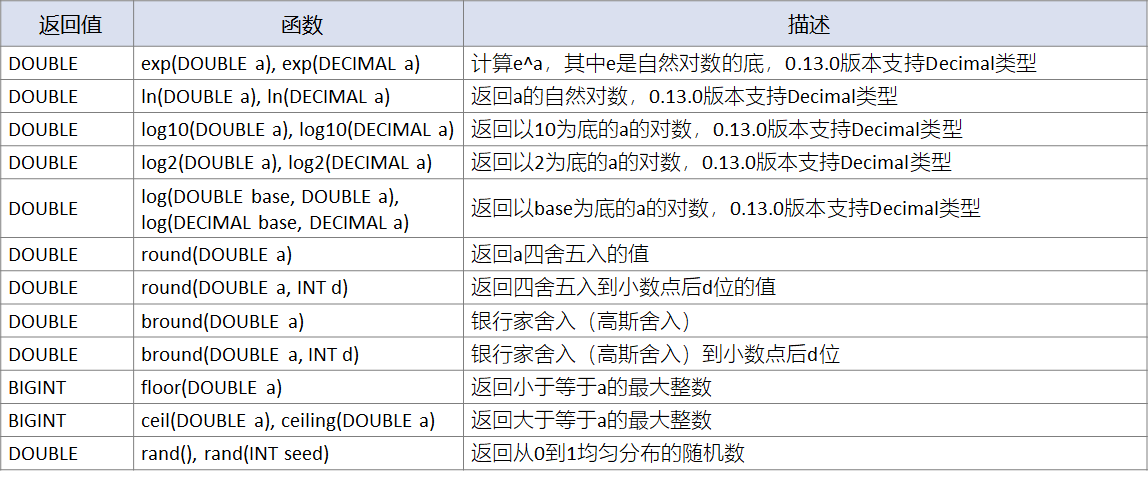 返回值 函数 描述
DOUBLE exp(DOUBLE a), exp(DECIMAL a) 计算e^a，其中e是自然对数的底，0.13.0版本支持Decimal类型
DOUBLE ln(DOUBLE a), ln(DECIMAL a) 返回a的自然对数，0.13.0版本支持Decimal类型
DOUBLE log10(DOUBLE a), log10(DECIMAL a) 返回以10为底的a的对数，0.13.0版本支持Decimal类型
DOUBLE log2(DOUBLE a), log2(DECIMAL a) 返回以2为底的a的对数，0.13.0版本支持Decimal类型
DOUBLE log(DOUBLE base, DOUBLE a), 返回以base为底的a的对数，0.13.0版本支持Decimal类型
log(DECIMAL base, DECIMAL a)
DOUBLE round(DOUBLE a) 返回a四舍五入的值
DOUBLE round(DOUBLE a, INT d) 返回四舍五入到小数点后d位的值
DOUBLE bround(DOUBLE a) 银行家舍入（高斯舍入）
DOUBLE bround(DOUBLE a, INT d) 银行家舍入（高斯舍入）到小数点后d位
BIGINT floor(DOUBLE a) 返回小于等于a的最大整数
BIGINT ceil(DOUBLE a), ceiling(DOUBLE a) 返回大于等于a的最大整数
DOUBLE rand(), rand(INT seed) 返回从0到1均匀分布的随机数